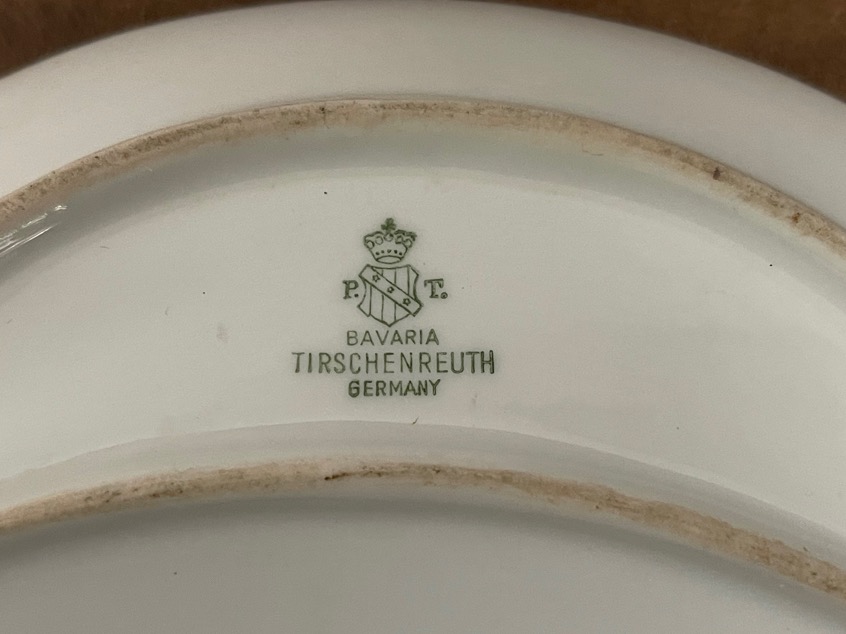 P. T.
BAVARIA
TIRSCHENREUTH
GERMANY